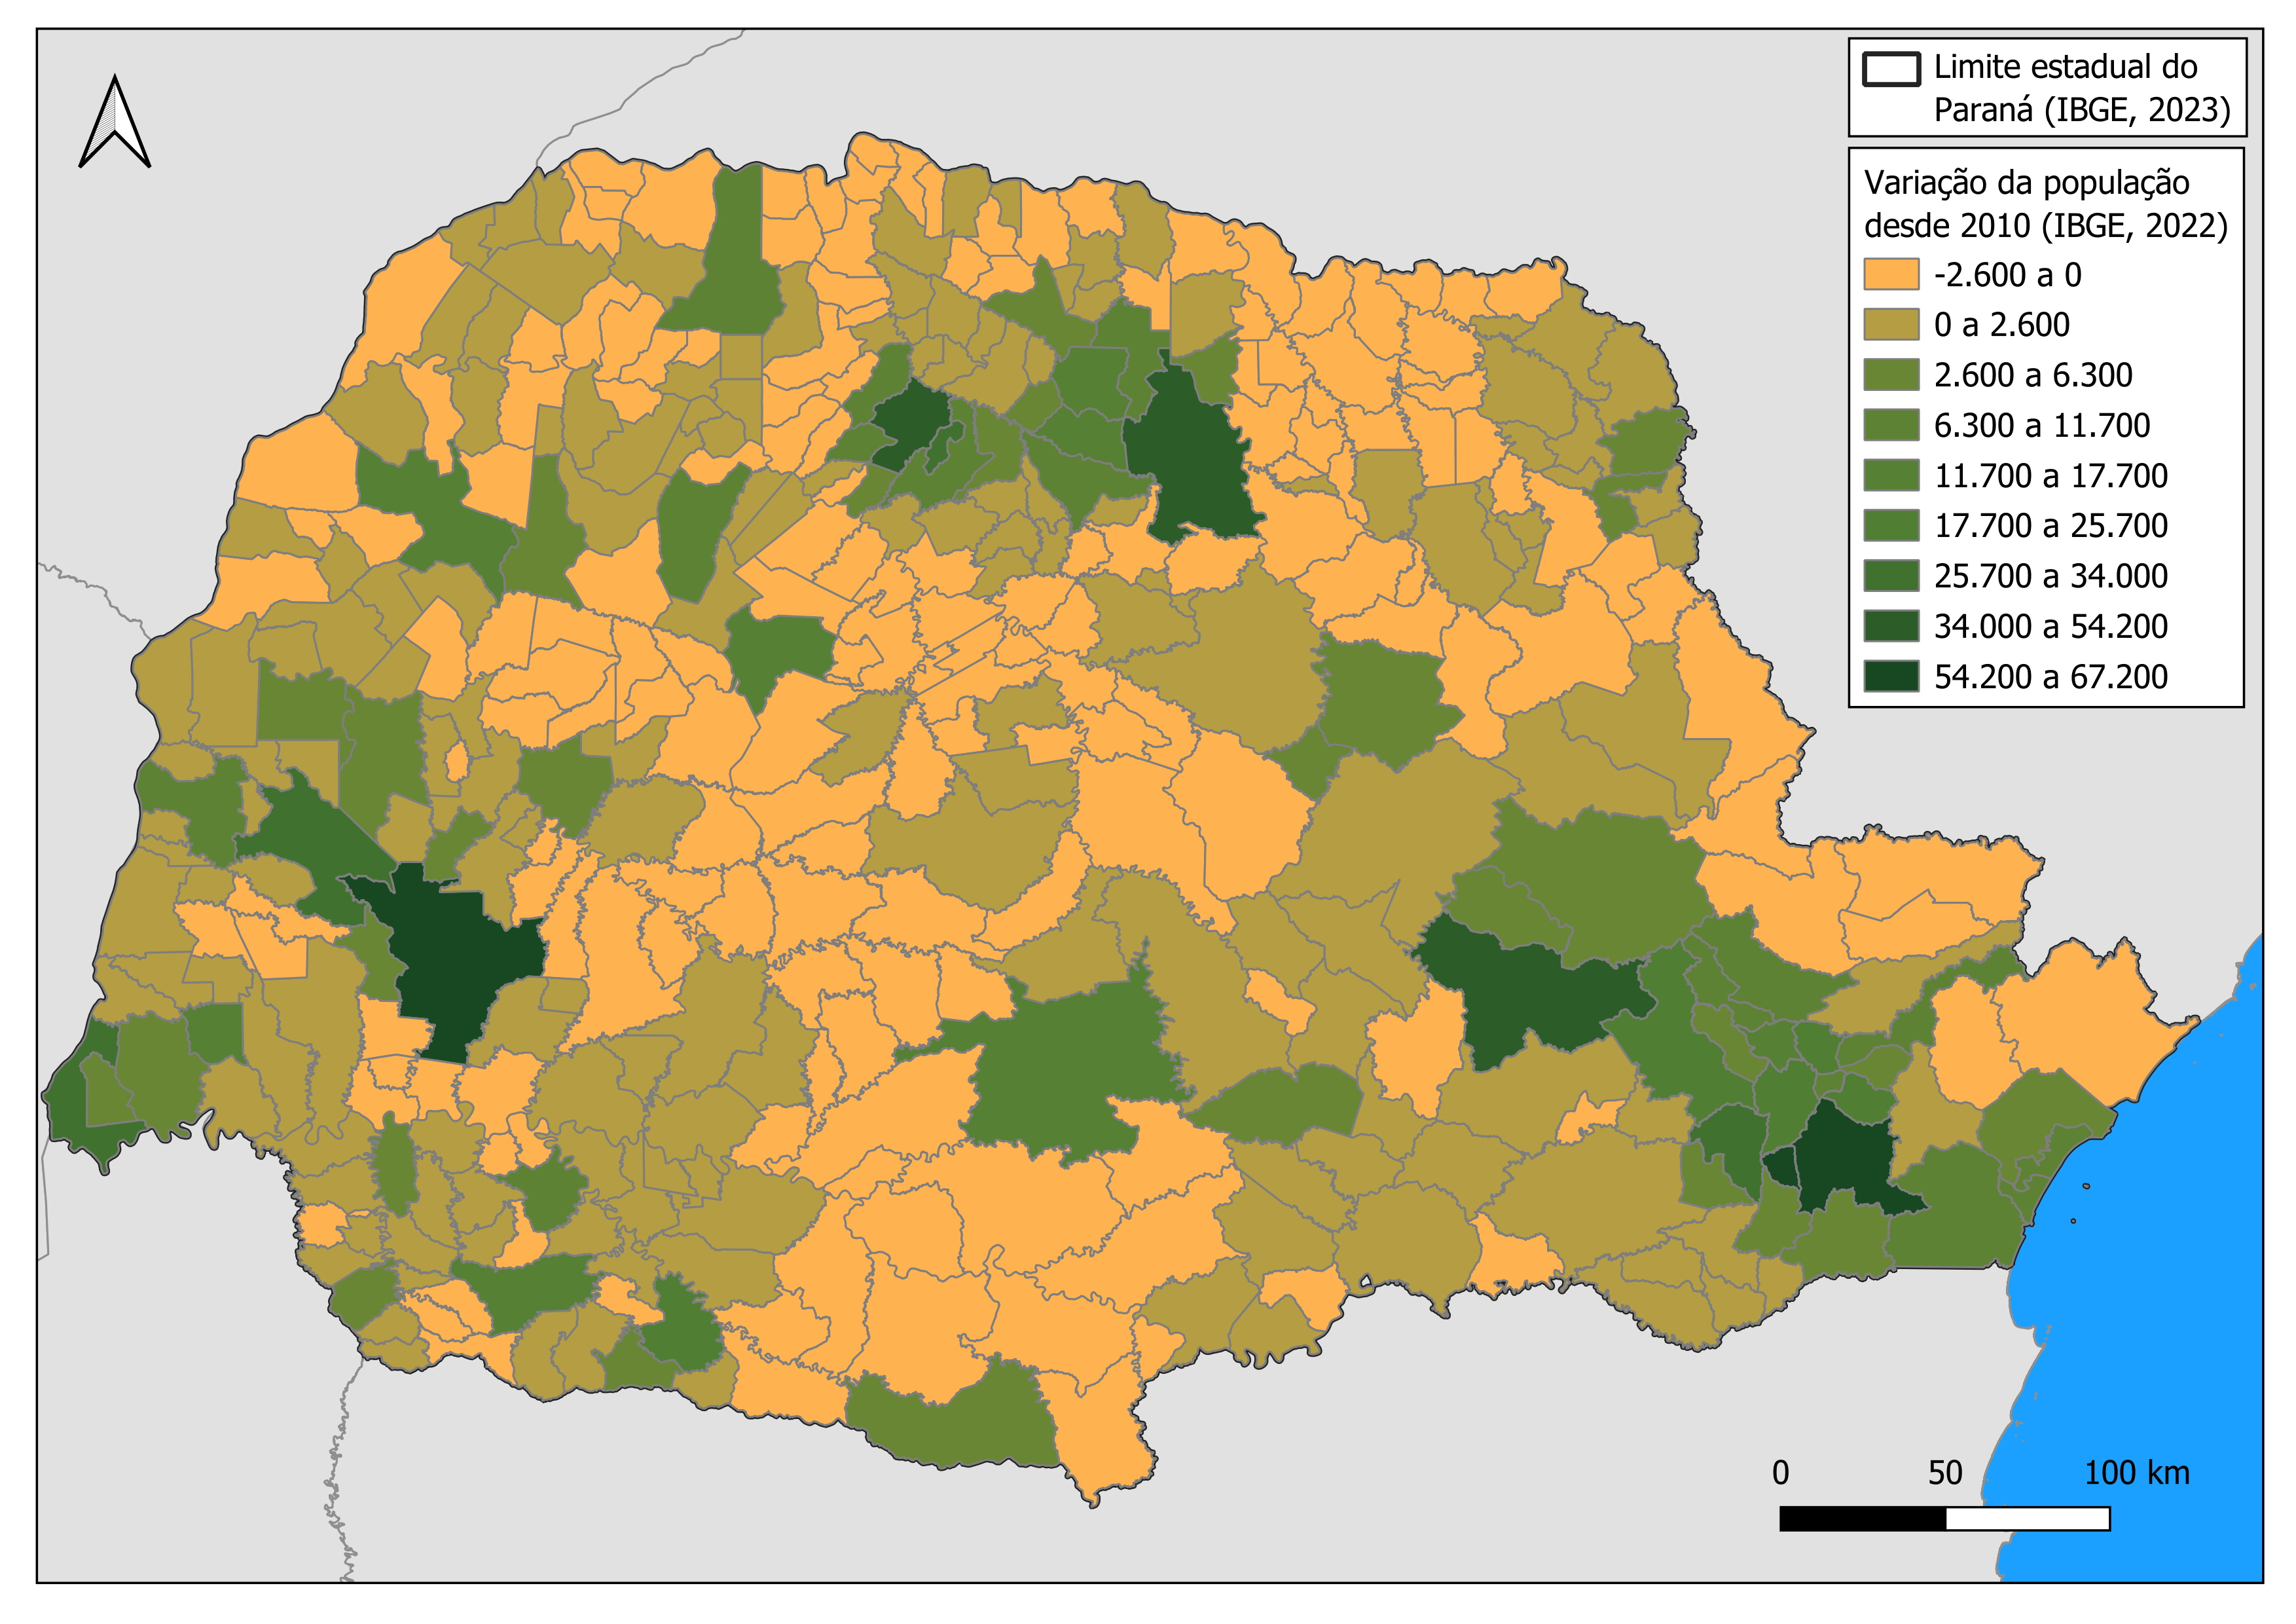 Limite estadual do
Paraná (IBGE, 2023)
Variação da população
desde 2010 (IBGE, 2022)
-2.600 a 0
0 a 2.600
2.600 a 6.300
6.300 a 11.700
11.700 a 17.700
17.700 a 25.700
25.700 a 34.000
34.000 a 54.200
54.200 a 67.200
0 50 100 km